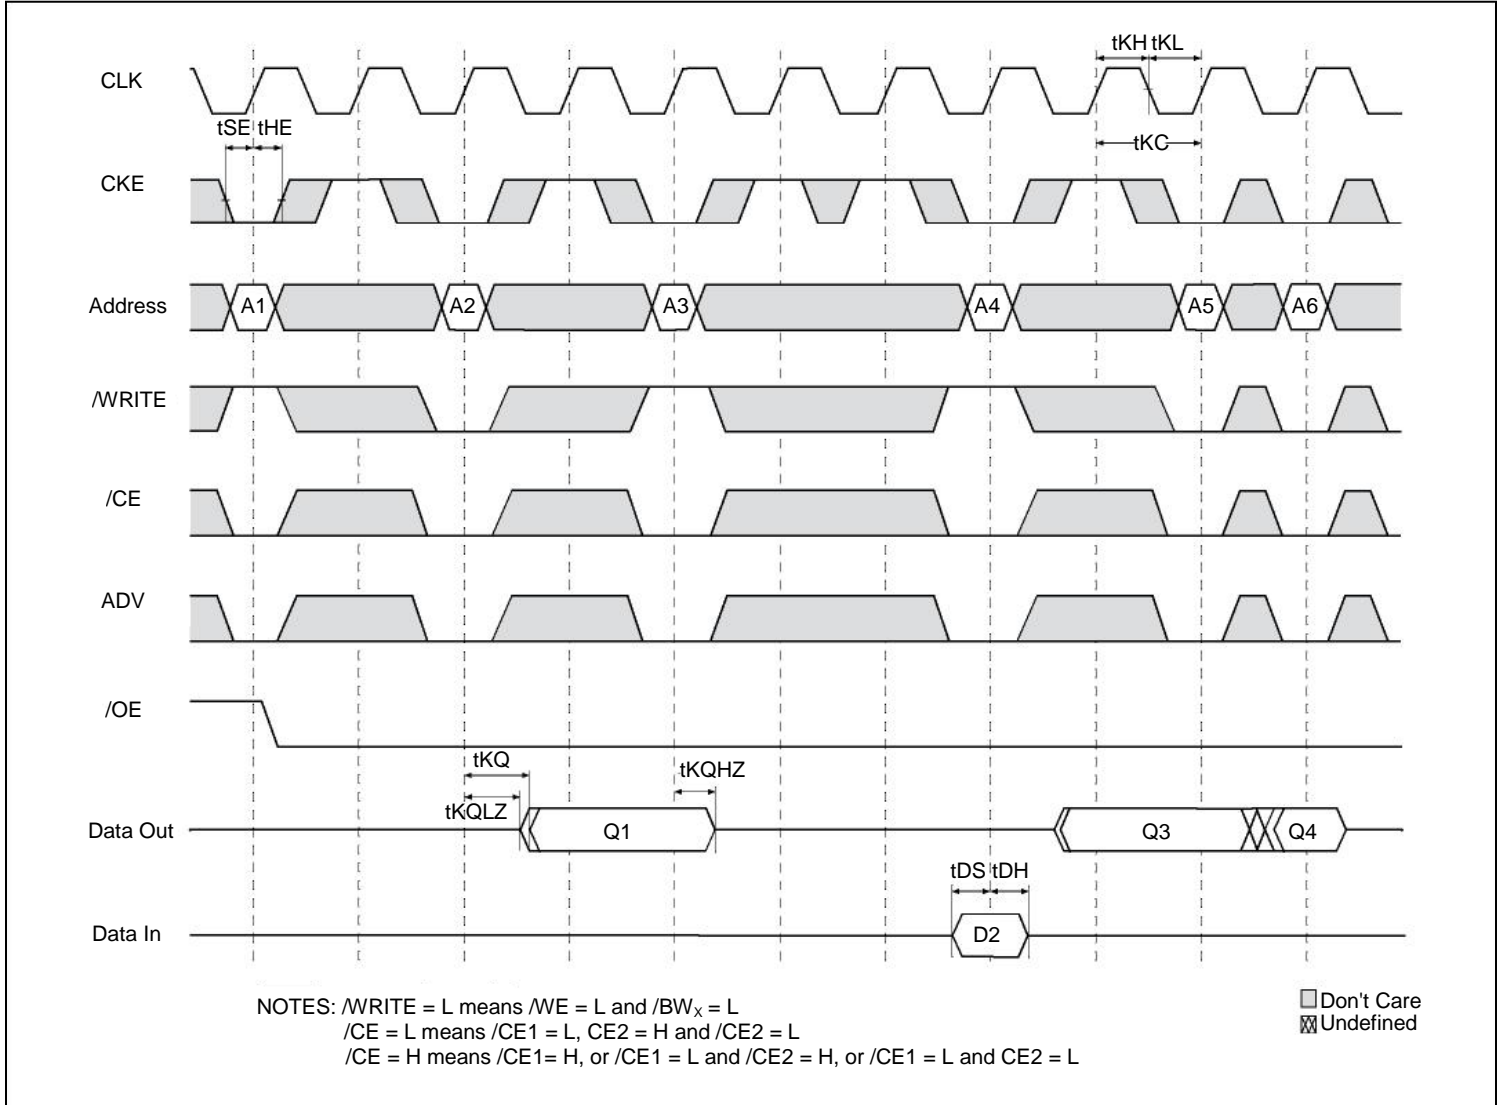 tKH tKL
CLK
tSE tHE
tKC
CKE
Address A1 A2 A3 A4 A5 A6
/WRITE
/CE
ADV
/OE
tKQ
tKQHZ
tKQLZ
Data Out Q1 Q3 Q4
tDS tDH
Data In D2
NOTES: /WRITE = L means /WE = L and /BWX = L
/CE = L means /CE1 = L, CE2 = H and /CE2 = L
/CE = H means /CE1= H, or /CE1 = L and /CE2 = H, or /CE1 = L and CE2 = L
Don't Care
Undefined